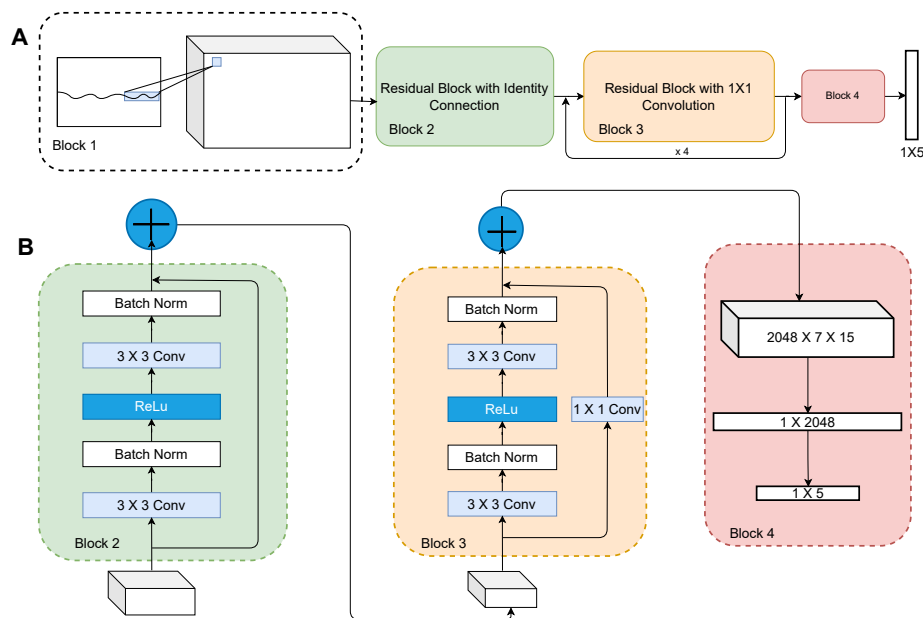 A
Block 1
Residual Block with Identity
Connection
Block 2
Residual Block with 1X1
Convolution
Block 3
x 4
Block 4
1X5
B
Batch Norm
3 X 3 Conv
ReLu
Batch Norm
3 X 3 Conv
Block 2
Batch Norm
3 X 3 Conv
ReLu
1 X 1 Conv
Batch Norm
3 X 3 Conv
Block 3
2048 X 7 X 15
1 X 2048
1 X 5
Block 4